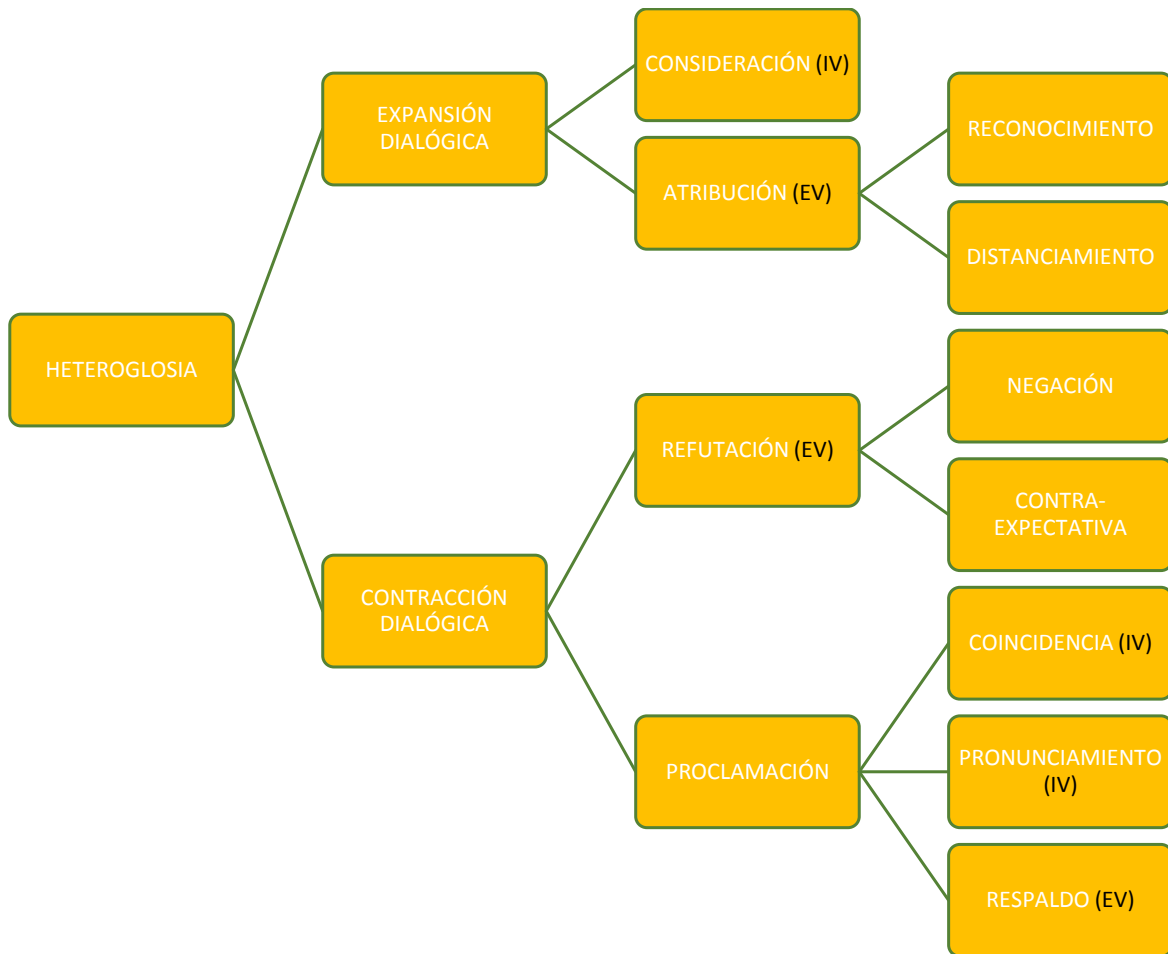 CONSIDERACIÓN (IV)
EXPANSIÓN
DIALÓGICA
RECONOCIMIENTO
ATRIBUCIÓN (EV)
DISTANCIAMIENTO
HETEROGLOSIA
NEGACIÓN
REFUTACIÓN (EV)
CONTRA-
EXPECTATIVA
CONTRACCIÓN
DIALÓGICA
COINCIDENCIA (IV)
PROCLAMACIÓN
PRONUNCIAMIENTO
(IV)
RESPALDO (EV)